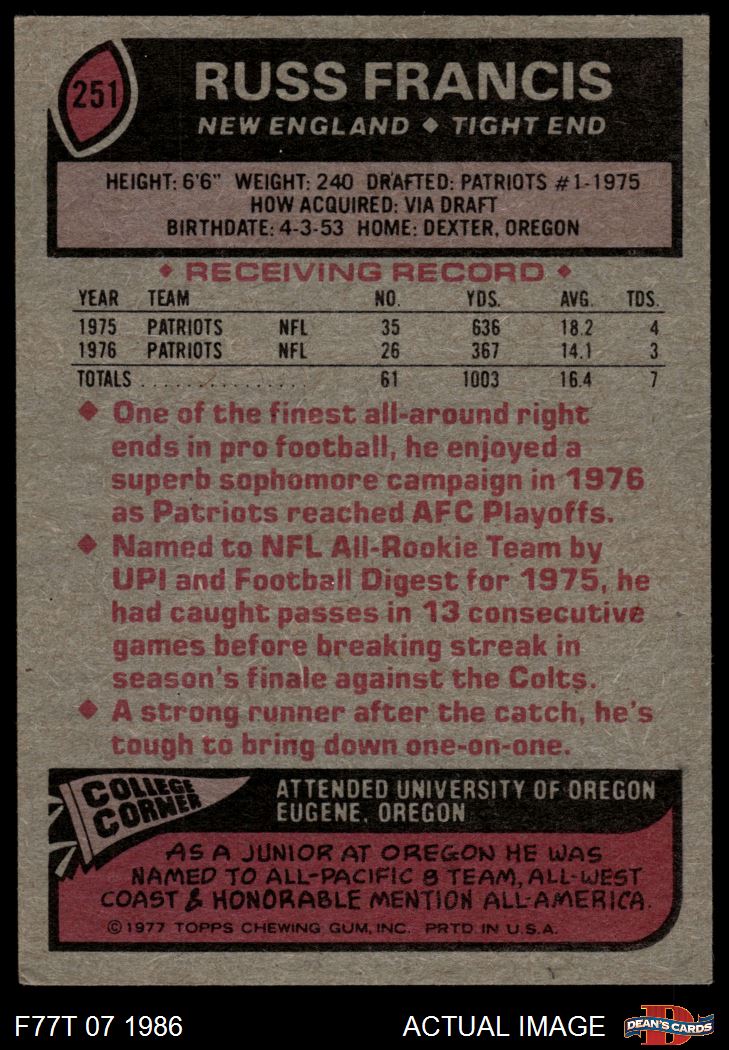 251
RUSS FRANCIS
NEW ENGLAND ◆ TIGHT END
HEIGHT: 6'6" WEIGHT: 240 DRAFTED: PATRIOTS #1-1975
HOW ACQUIRED: VIA DRAFT
BIRTHDATE: 4-3-53 HOME: DEXTER, OREGON
◆ RECEIVING RECORD ◆
YEAR TEAM NO. YDS. AVG. TDS.
1975 PATRIOTS NFL 35 636 18.2 4
1976 PATRIOTS NFL 26 367 14.1 3
TOTALS ................ 61 1003 16.4 7
◆ One of the finest all-around right
ends in pro football, he enjoyed a
superb sophomore campaign in 1976
as Patriots reached AFC Playoffs.
◆ Named to NFL All-Rookie Team by
UPI and Football Digest for 1975, he
had caught passes in 13 consecutive
games before breaking streak in
season's finale against the Colts.
◆ A strong runner after the catch, he's
tough to bring down one-on-one.
COLLEGE
CORNER
ATTENDED UNIVERSITY OF OREGON
EUGENE, OREGON
AS A JUNIOR AT OREGON HE WAS
NAMED TO ALL-PACIFIC 8 TEAM, ALL-WEST
COAST & HONORABLE MENTION ALL-AMERICA.
©1977 TOPPS CHEWING GUM, INC. PRTD IN U.S.A.
F77T 07 1986 ACTUAL IMAGE
DEAN'S CARDS